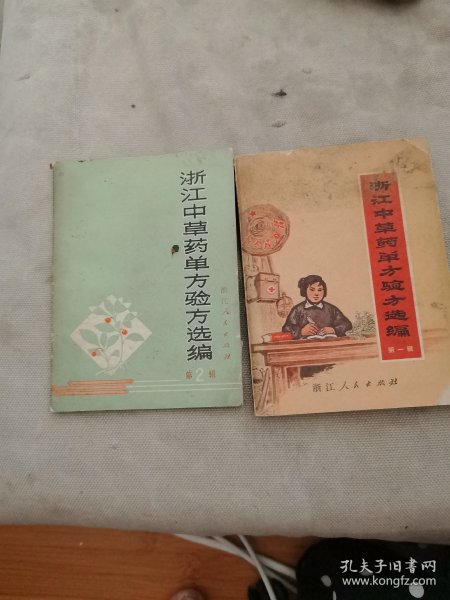 浙江中草药单方验方选编
浙江人民出版社
第2辑
浙江中草药单方验方选编
第一辑
浙江人民出版社
孔夫子旧书网
www.kongfz.com